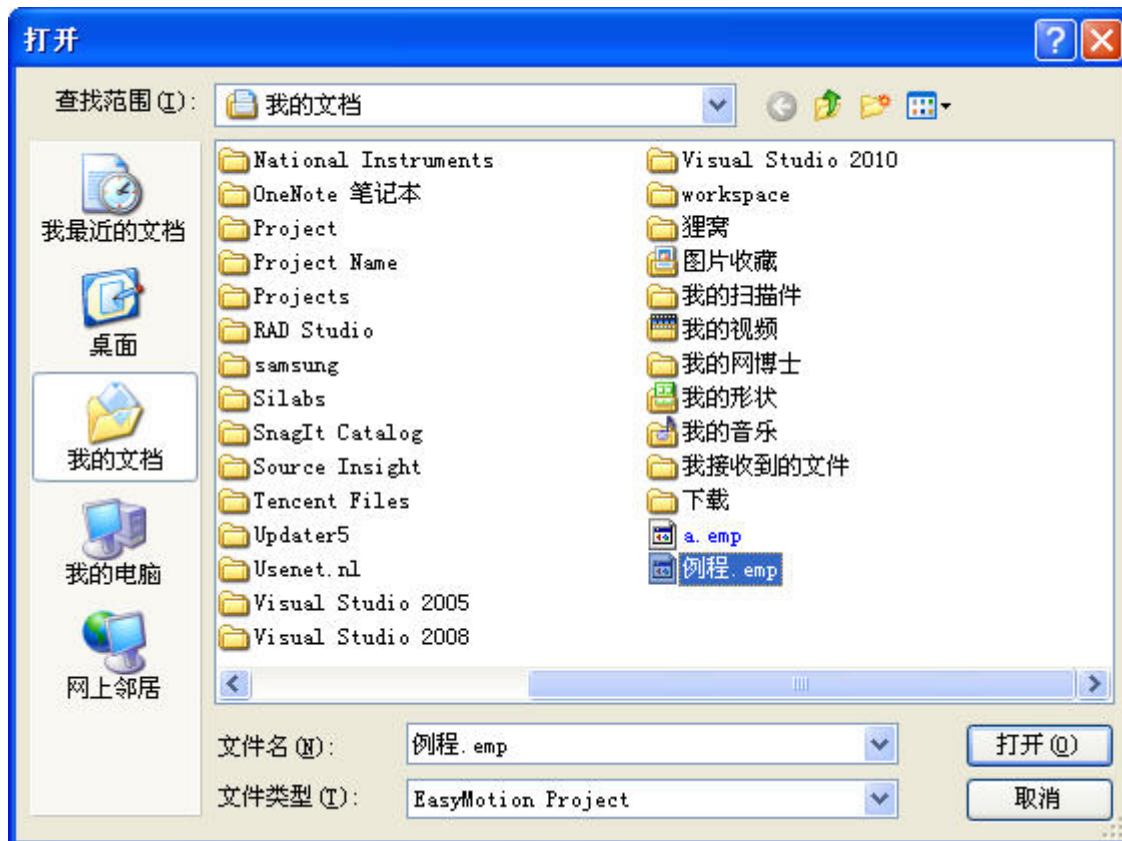 打开
查找范围(I):
我的文档
我最近的文档
桌面
我的文档
我的电脑
网上邻居
National Instruments
OneNote 笔记本
Project
Project Name
Projects
RAD Studio
samsung
Silabs
SnagIt Catalog
Source Insight
Tencent Files
Updater5
Usenet.nl
Visual Studio 2005
Visual Studio 2008
Visual Studio 2010
workspace
狸窝
图片收藏
我的扫描件
我的视频
我的网博士
我的形状
我的音乐
我接收到的文件
下载
a.emp
例程.emp
文件名(N):
例程.emp
打开(O)
文件类型(T):
EasyMotion Project
取消